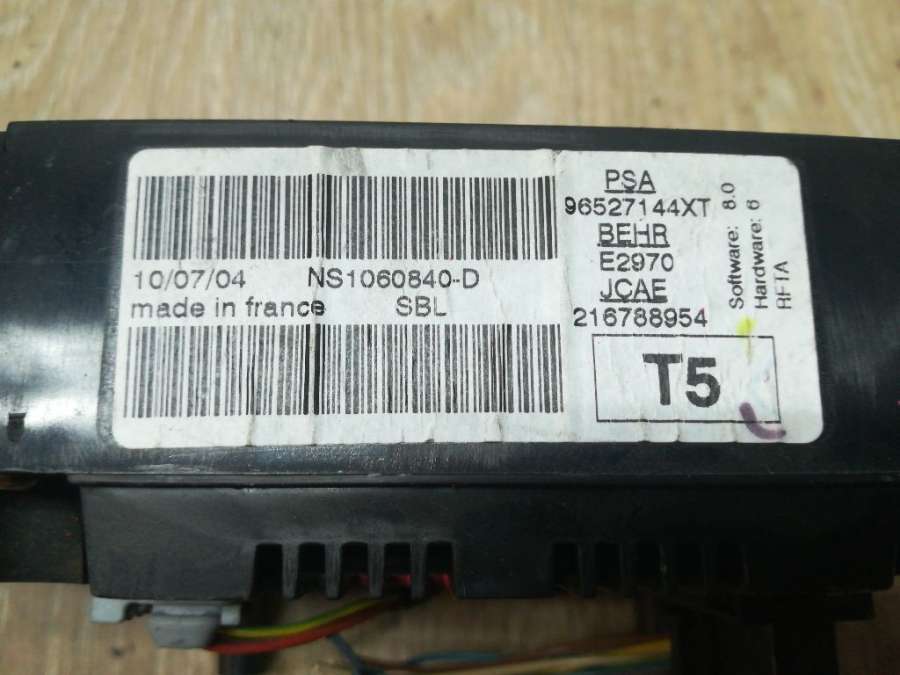 10/07/04 NS1060840-D
made in france SBL
PSA
96527144XT
BEHR
E2970
JCAE
216788954
T5
Software: 8.0
Hardware: 6
RFTA